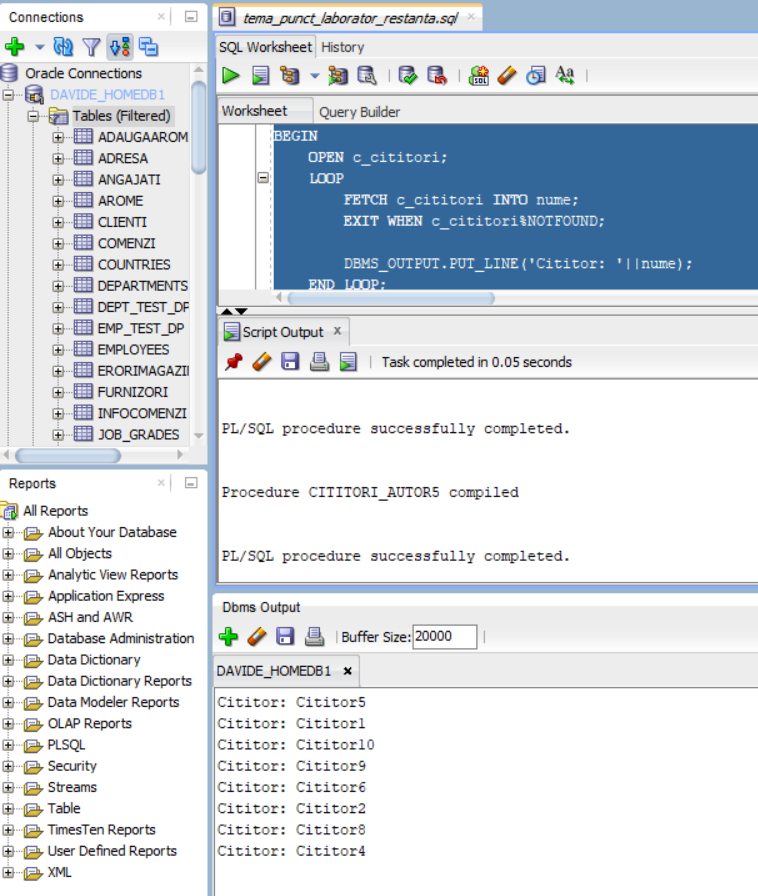 Connections
Oracle Connections
DAVIDE_HOMEDB1
Tables (Filtered)
ADAUGAAROM
ADRESA
ANGAJATI
AROME
CLIENTI
COMENZI
COUNTRIES
DEPARTMENTS
DEPT_TEST_DP
EMP_TEST_DP
EMPLOYEES
ERORIMAGAZI
FURNIZORI
INFOCOMENZI
JOB_GRADES
Reports
All Reports
About Your Database
All Objects
Analytic View Reports
Application Express
ASH and AWR
Database Administration
Data Dictionary
Data Dictionary Reports
Data Modeler Reports
OLAP Reports
PLSQL
Security
Streams
Table
TimesTen Reports
User Defined Reports
XML
tema_punct_laborator_restanta.sql
SQL Worksheet History
SQL
Aa
Worksheet Query Builder
BEGIN
OPEN c_cititori;
LOOP
FETCH c_cititori INTO nume;
EXIT WHEN c_cititori%NOTFOUND;
DBMS_OUTPUT.PUT_LINE('Cititor: '||nume);
END LOOP;
Script Output
Task completed in 0.05 seconds
PL/SQL procedure successfully completed.
Procedure CITITORI_AUTOR5 compiled
PL/SQL procedure successfully completed.
Dbms Output
Buffer Size: 20000
DAVIDE_HOMEDB1
Cititor: Cititor5
Cititor: Cititor1
Cititor: Cititor10
Cititor: Cititor9
Cititor: Cititor6
Cititor: Cititor2
Cititor: Cititor8
Cititor: Cititor4